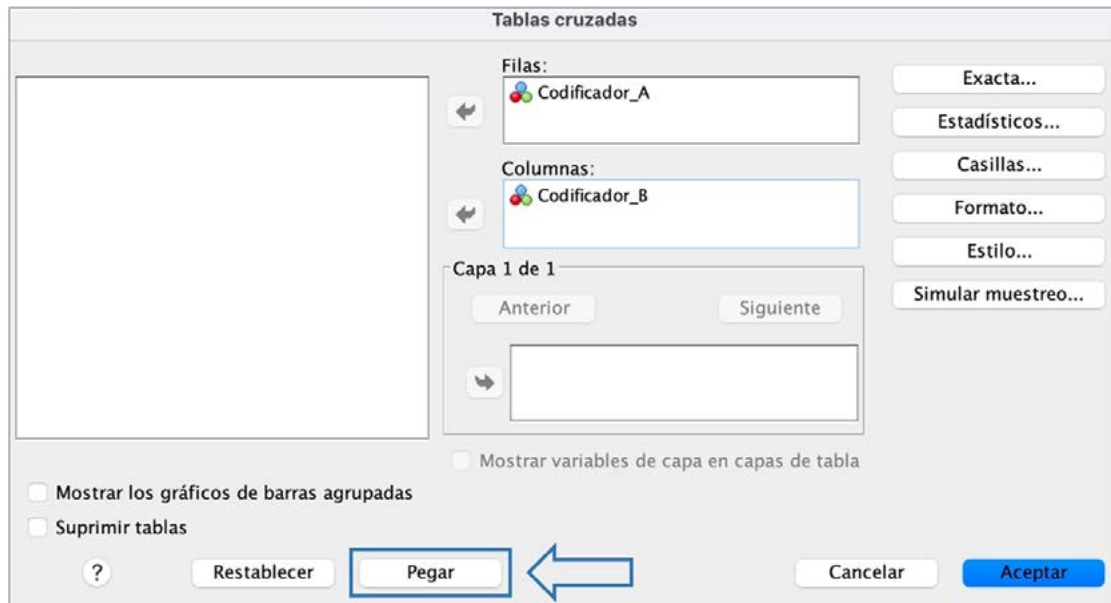 Tablas cruzadas
Filas:
Codificador_A
Columnas:
Codificador_B
Capa 1 de 1
Anterior
Siguiente
Mostrar variables de capa en capas de tabla
Exacta...
Estadísticos...
Casillas...
Formato...
Estilo...
Simular muestreo...
Mostrar los gráficos de barras agrupadas
Suprimir tablas
?
Restablecer
Pegar
Cancelar
Aceptar